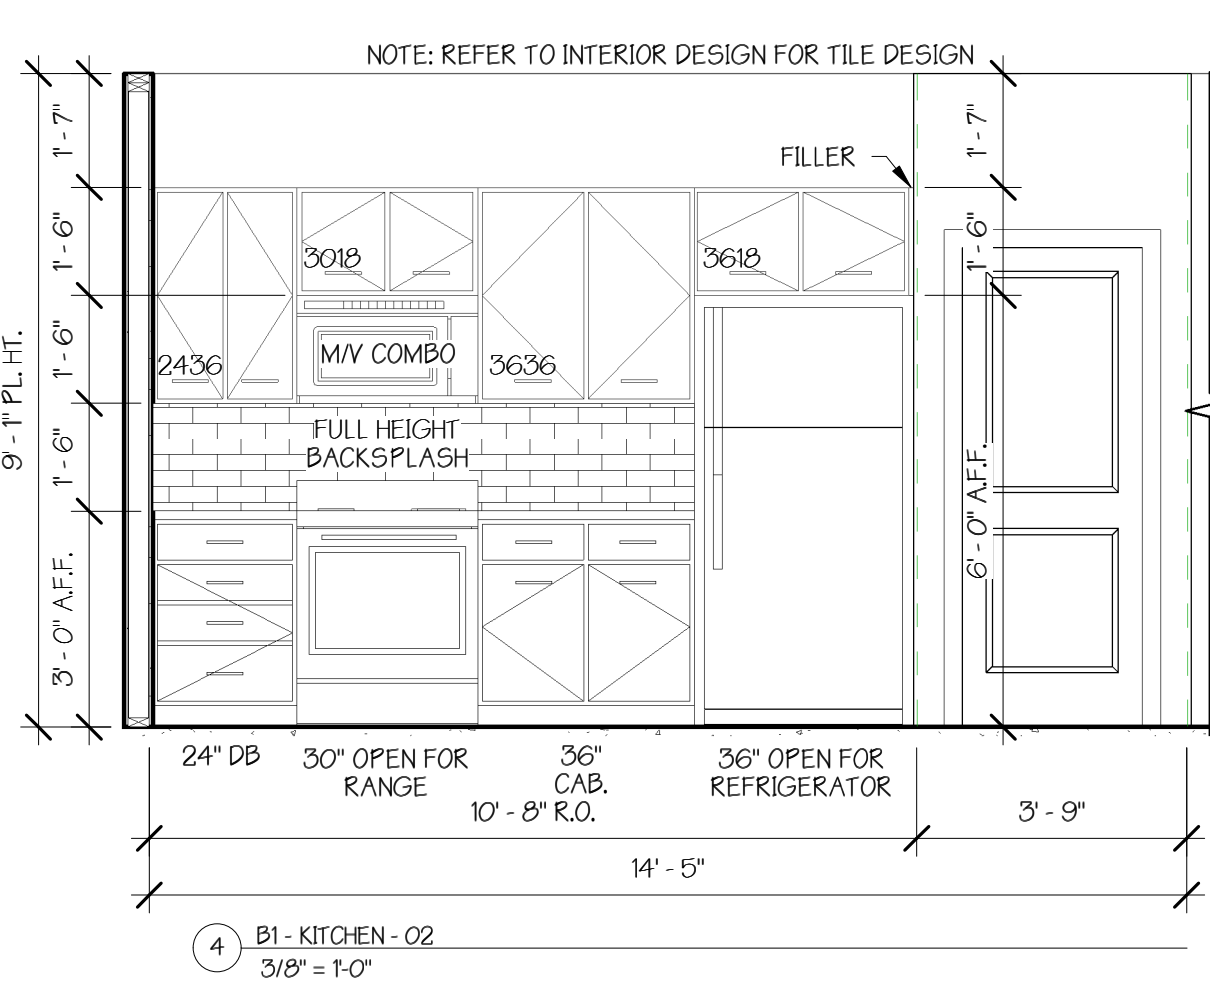 NOTE: REFER TO INTERIOR DESIGN FOR TILE DESIGN
1' - 7"
1' - 7"
FILLER
1' - 6"
1' - 6"
3018
3618
9' - 1" PL. HT.
1' - 6"
2436
M/V COMBO
3636
1' - 6"
FULL HEIGHT
BACKSPLASH
6' - 0" A.F.F.
3' - 0" A.F.F.
24" DB
30" OPEN FOR
RANGE
36"
CAB.
36" OPEN FOR
REFRIGERATOR
10' - 8" R.O.
3' - 9"
14' - 5"
4
B1 - KITCHEN - 02
3/8" = 1'-0"